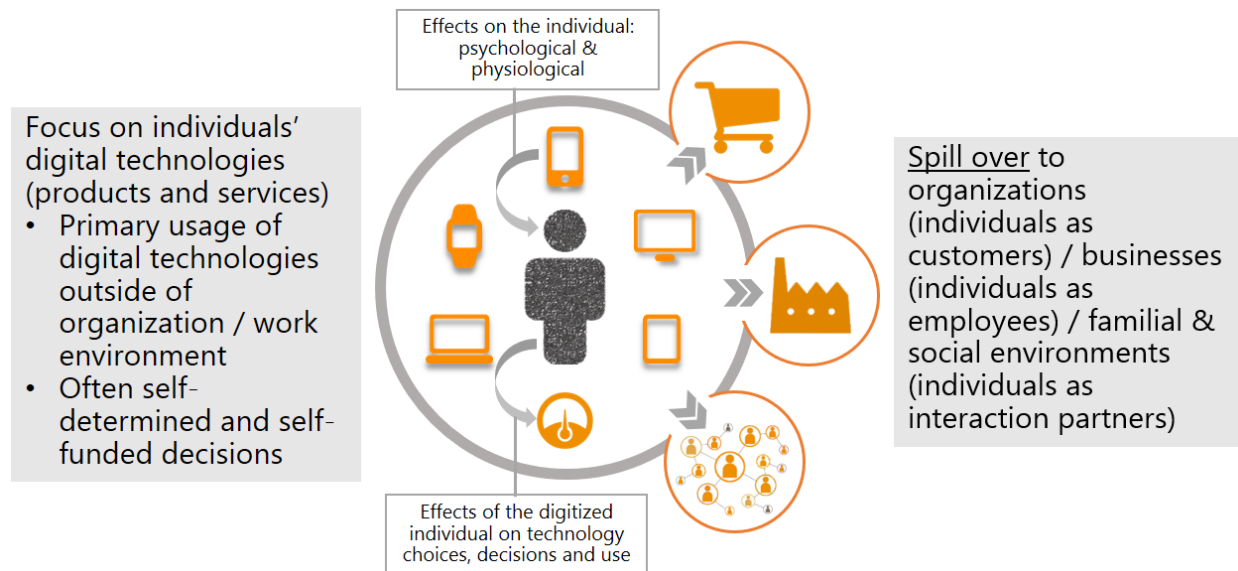 Effects on the individual:
psychological &
physiological
Focus on individuals’
digital technologies
(products and services)
• Primary usage of
digital technologies
outside of
organization / work
environment
• Often self-
determined and self-
funded decisions
Spill over to
organizations
(individuals as
customers) / businesses
(individuals as
employees) / familial &
social environments
(individuals as
interaction partners)
Effects of the digitized
individual on technology
choices, decisions and use